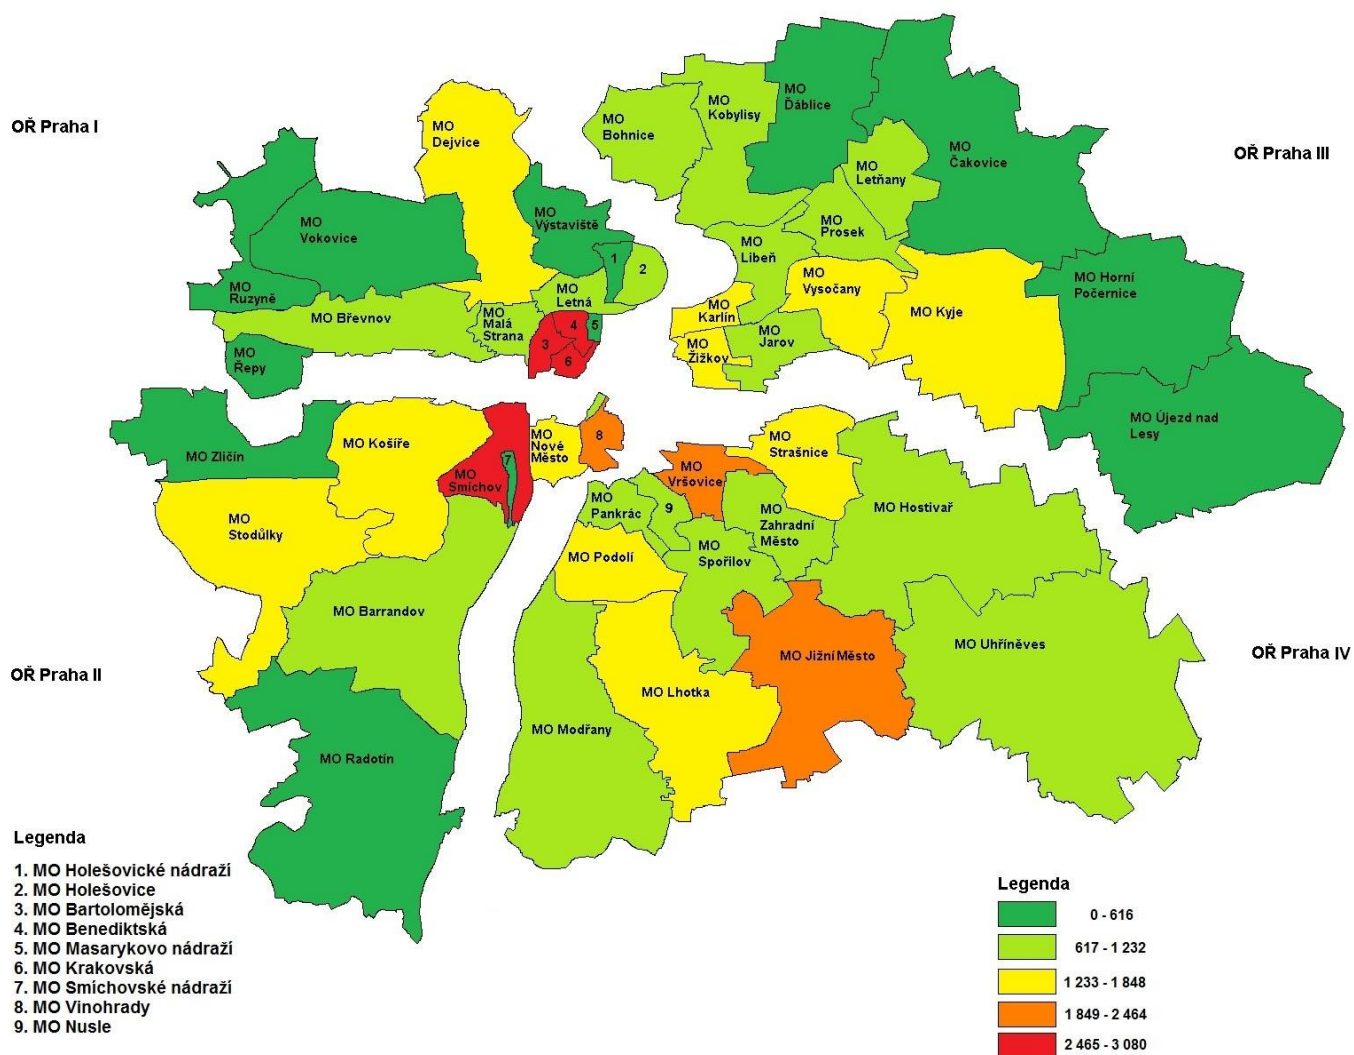 OŘ Praha I
OŘ Praha III
MO
Dejvice
MO
Bohnice
MO
Kobylisy
MO
Ďáblice
MO
Čakovice
MO
Letňany
MO
Prosek
MO
Vokovice
MO
Výstaviště
1
2
MO
Libeň
MO
Vysočany
MO Horní
Počernice
MO
Ruzyně
MO
Letná
MO Břevnov
MO
Malá
Strana
3
4
5
6
MO
Karlín
MO Kyje
MO
Jarov
MO
Žižkov
MO
Řepy
MO Újezd nad
Lesy
MO Zličín
MO Košíře
MO
Nové
Město
8
MO
Strašnice
MO
Smíchov
7
MO
Vršovice
MO
Pankrác
9
MO
Zahradní
Město
MO Hostivař
MO
Stodůlky
MO Podolí
MO
Spořilov
MO Barrandov
MO Jižní Město
MO Uhříněves
OŘ Praha II
OŘ Praha IV
MO Lhotka
MO Modřany
MO Radotín
Legenda
1. MO Holešovické nádraží
2. MO Holešovice
3. MO Bartolomějská
4. MO Benediktská
5. MO Masarykovo nádraží
6. MO Krakovská
7. MO Smíchovské nádraží
8. MO Vinohrady
9. MO Nusle
Legenda
0 - 616
617 - 1 232
1 233 - 1 848
1 849 - 2 464
2 465 - 3 080